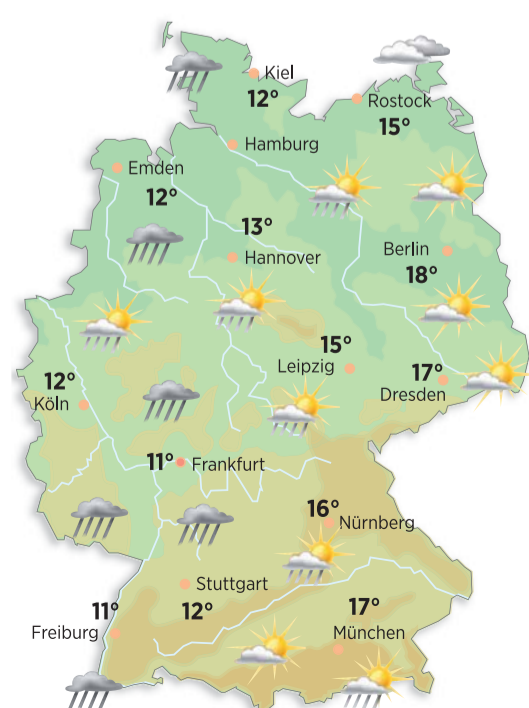 Kiel
12°
Rostock
15°
Hamburg
Emden
12°
13°
Hannover
Berlin
18°
15°
Leipzig
17°
Dresden
12°
Köln
11° Frankfurt
16°
Nürnberg
Stuttgart
12°
11°
Freiburg
17°
München